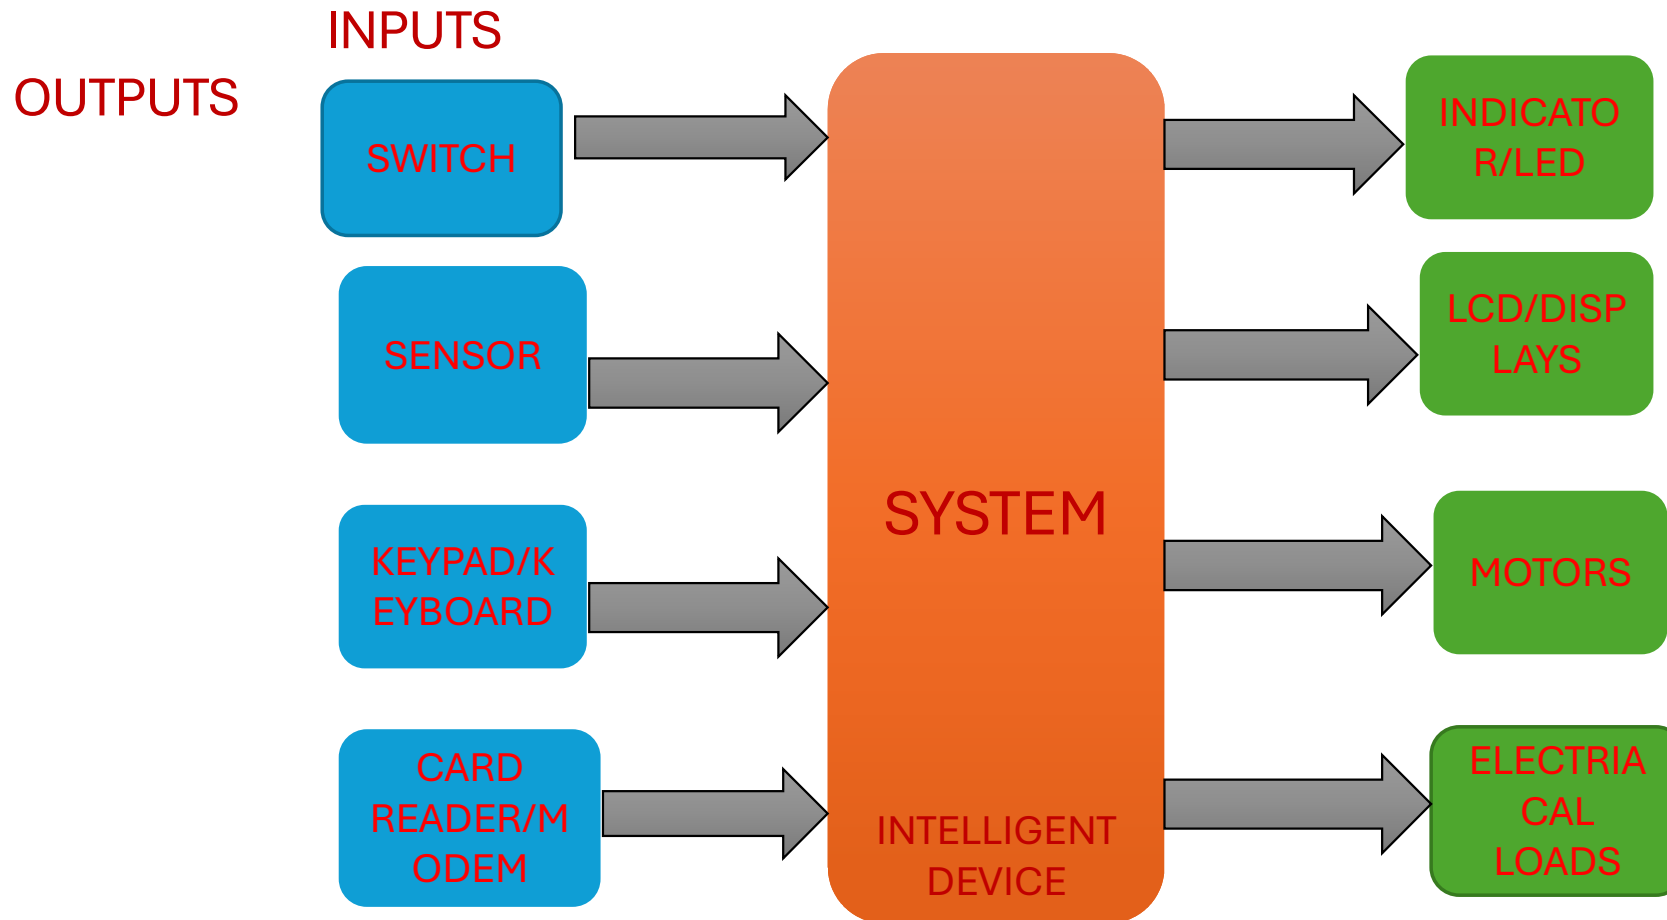 INPUTS
OUTPUTS
SWITCH
SENSOR
KEYPAD/K
EYBOARD
CARD
READER/M
ODEM
SYSTEM
INTELLIGENT
DEVICE
INDICATO
R/LED
LCD/DISP
LAYS
MOTORS
ELECTRIA
CAL
LOADS